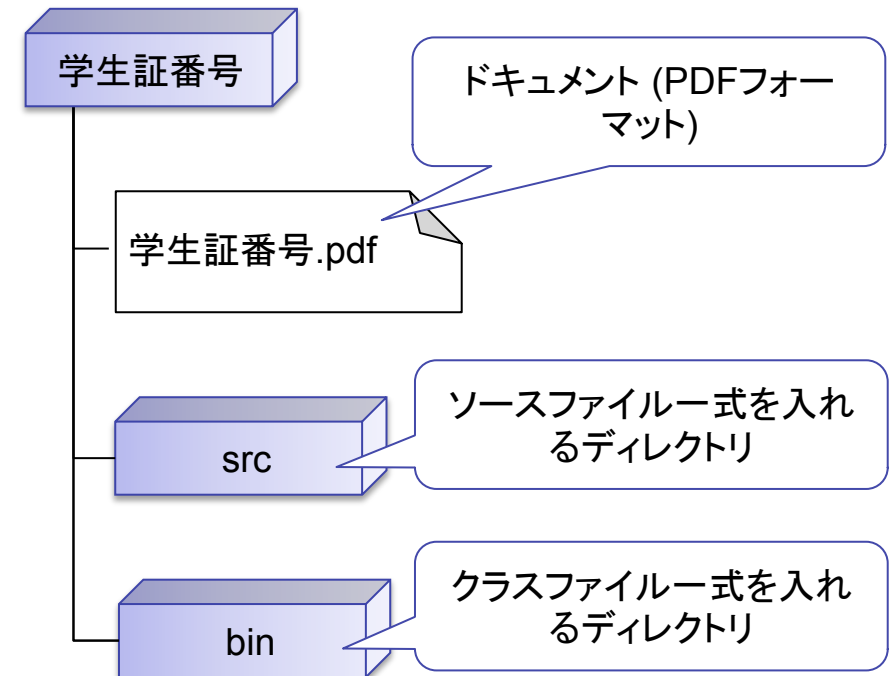 学生証番号
ドキュメント (PDFフォー
マット)
学生証番号.pdf
ソースファイル一式を入れ
るディレクトリ
src
クラスファイル一式を入れ
るディレクトリ
bin